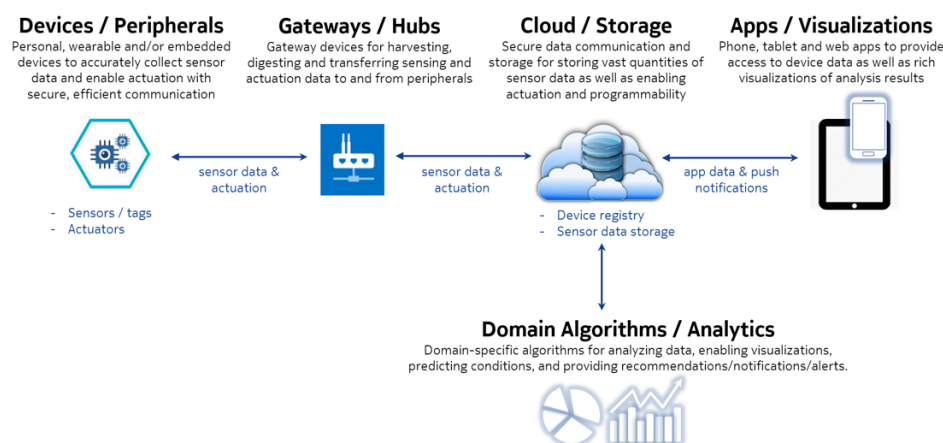 Devices / Peripherals
Personal, wearable and/or embedded
devices to accurately collect sensor
data and enable actuation with
secure, efficient communication
Gateways / Hubs
Gateway devices for harvesting,
digesting and transferring sensing and
actuation data to and from peripherals
Cloud / Storage
Secure data communication and
storage for storing vast quantities of
sensor data as well as enabling
actuation and programmability
Apps / Visualizations
Phone, tablet and web apps to provide
access to device data as well as rich
visualizations of analysis results
sensor data &
actuation
sensor data &
actuation
app data & push
notifications
- Sensors / tags
- Actuators
- Device registry
- Sensor data storage
Domain Algorithms / Analytics
Domain-specific algorithms for analyzing data, enabling visualizations,
predicting conditions, and providing recommendations/notifications/alerts.